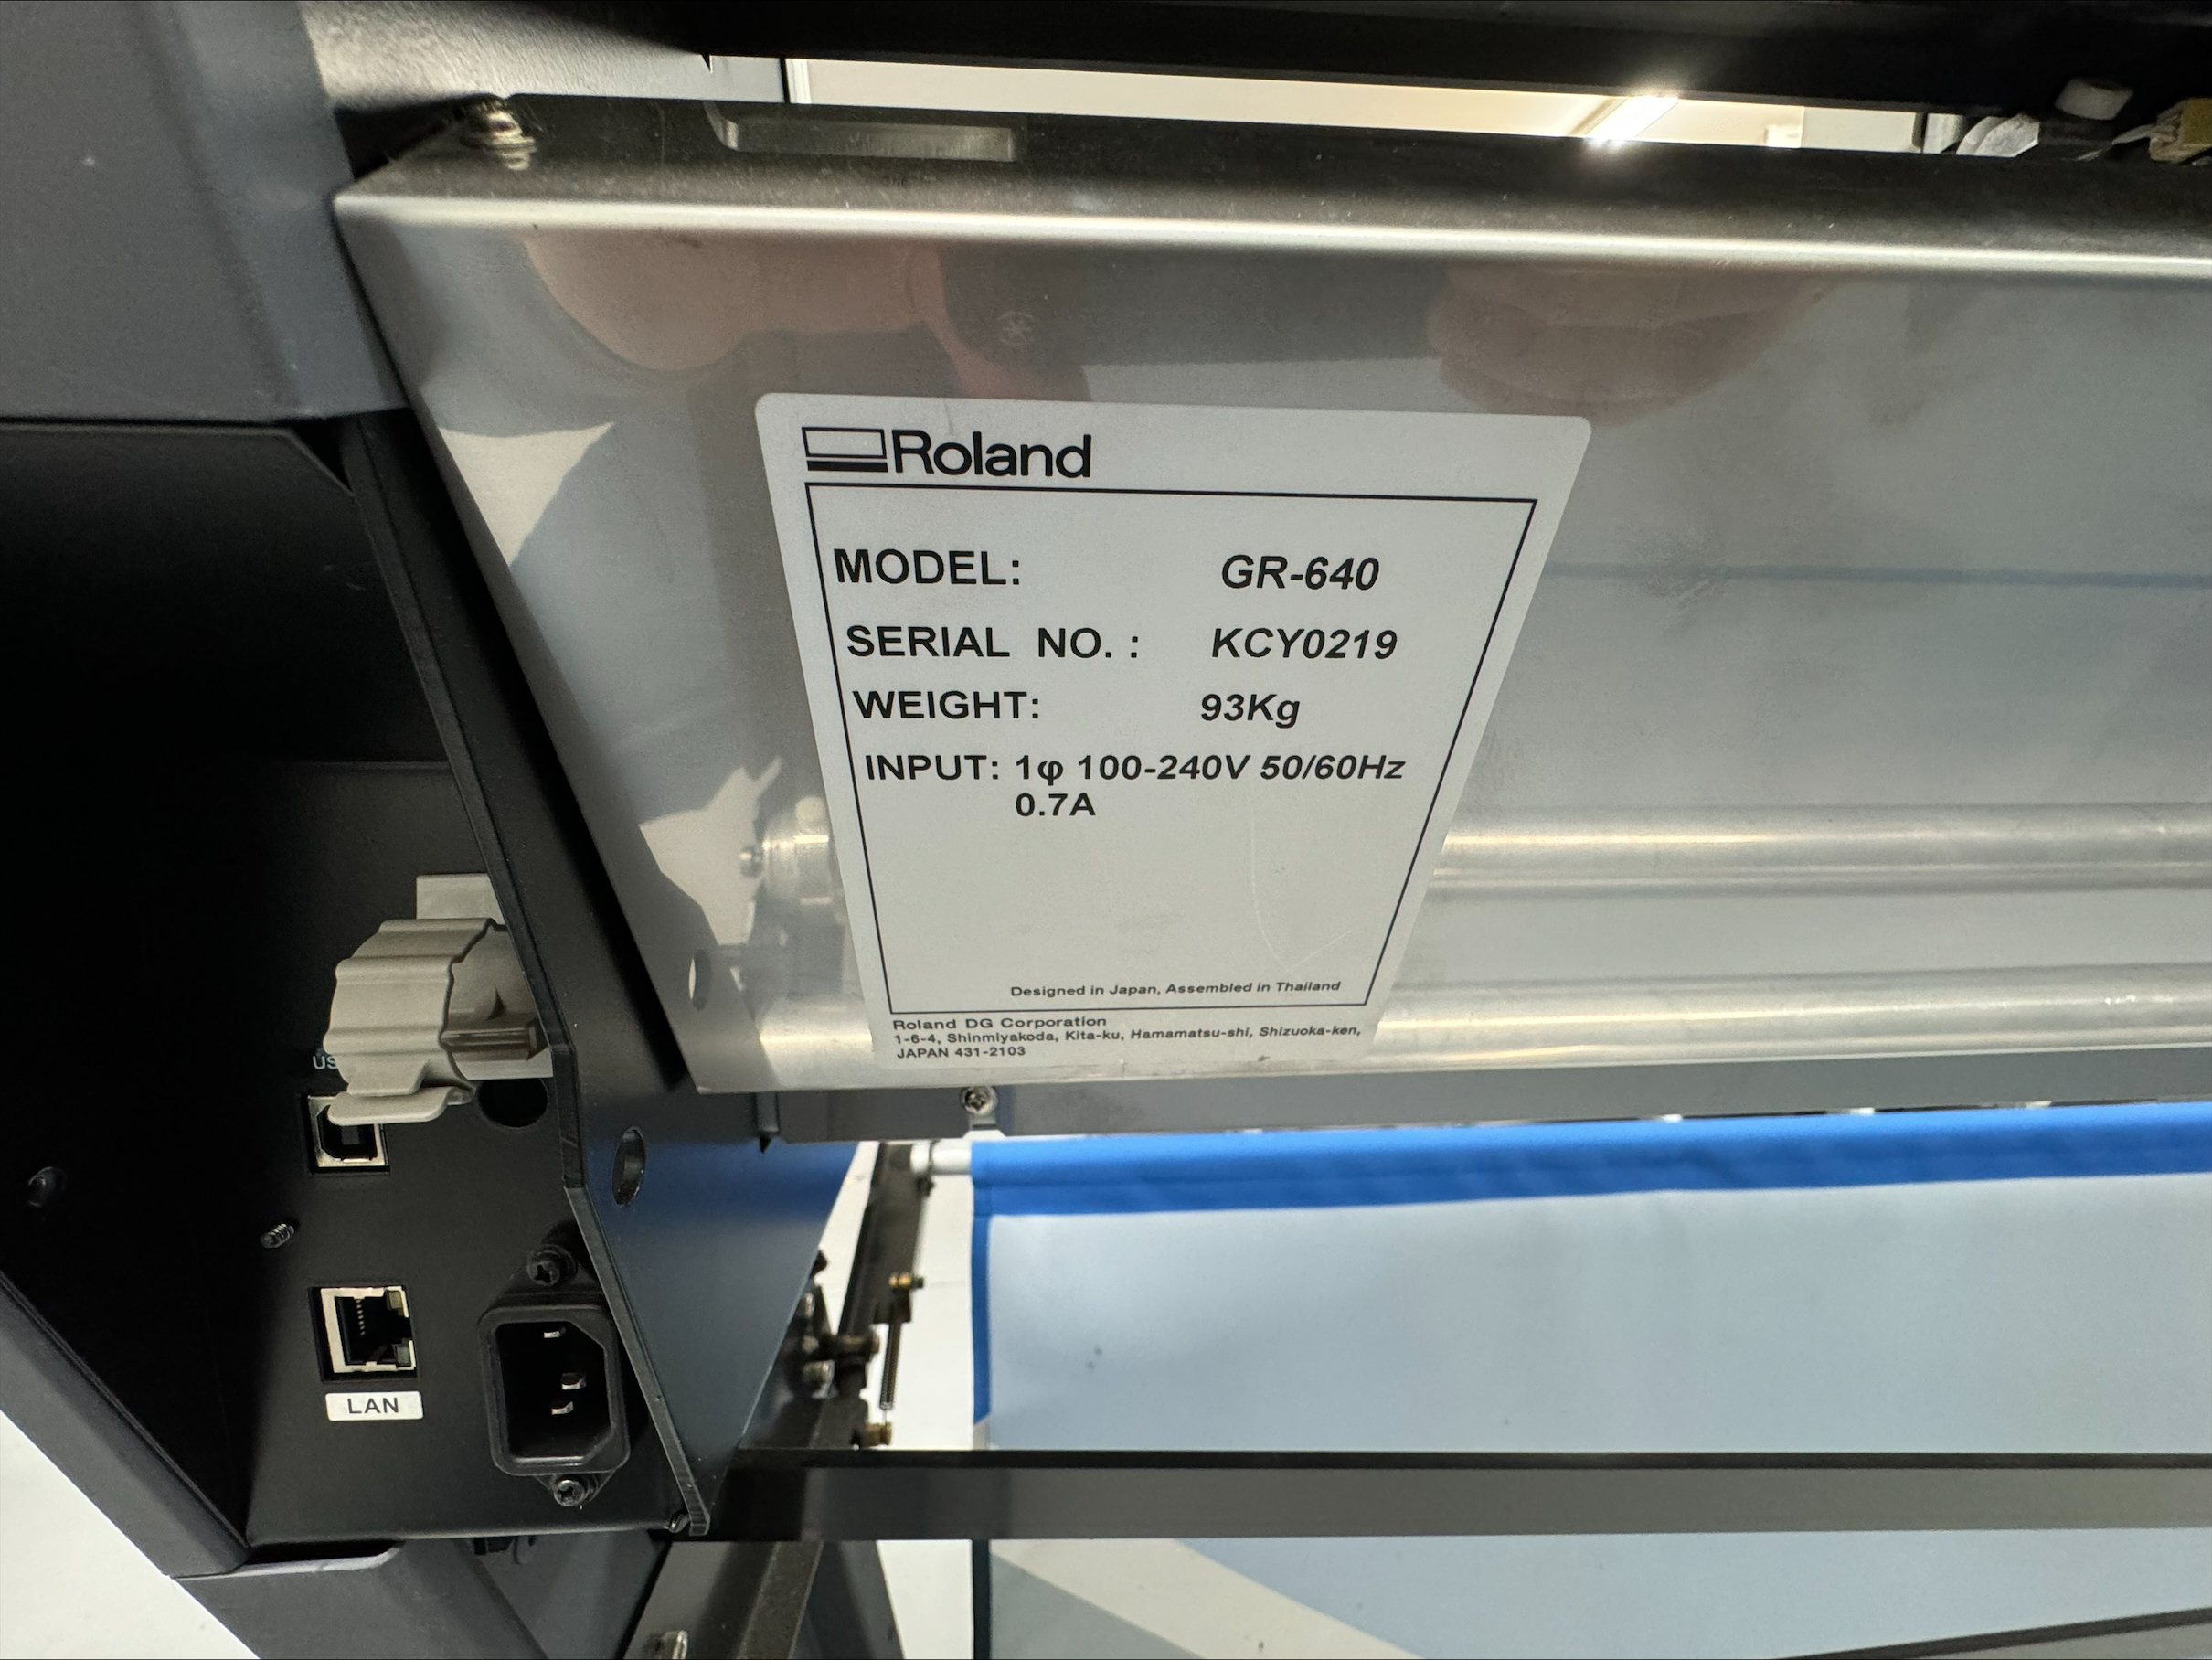 Roland
MODEL: GR-640
SERIAL NO. : KCY0219
WEIGHT: 93Kg
INPUT: 1φ 100-240V 50/60Hz
0.7A
Designed in Japan, Assembled in Thailand
Roland DG Corporation
1-6-4, Shinmiyakoda, Kita-ku, Hamamatsu-shi, Shizuoka-ken,
JAPAN 431-2103
LAN